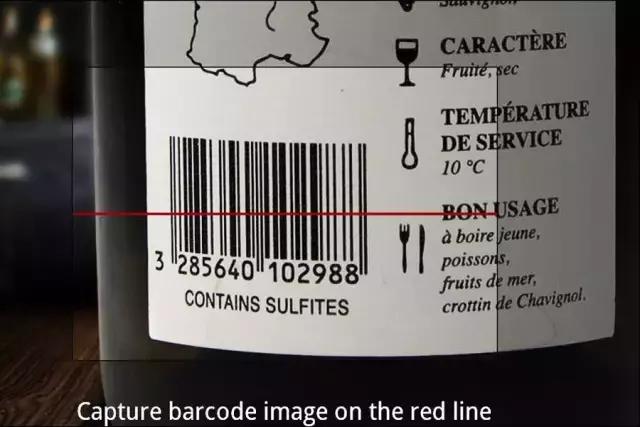 Sauvignon
CARACTÈRE
Fruité, sec
TEMPÉRATURE
DE SERVICE
10 °C
BON USAGE
à boire jeune,
poissons,
fruits de mer,
crottin de Chavignol.
3 285640 102988
CONTAINS SULFITES
Capture barcode image on the red line